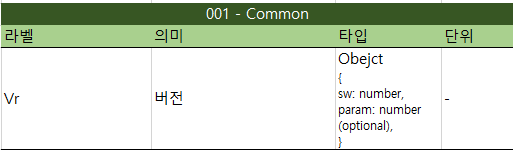 001 - Common
라벨 의미 타입 단위
Obejct
{
sw: number,
Vr 버전 param: number -
(optional),
}